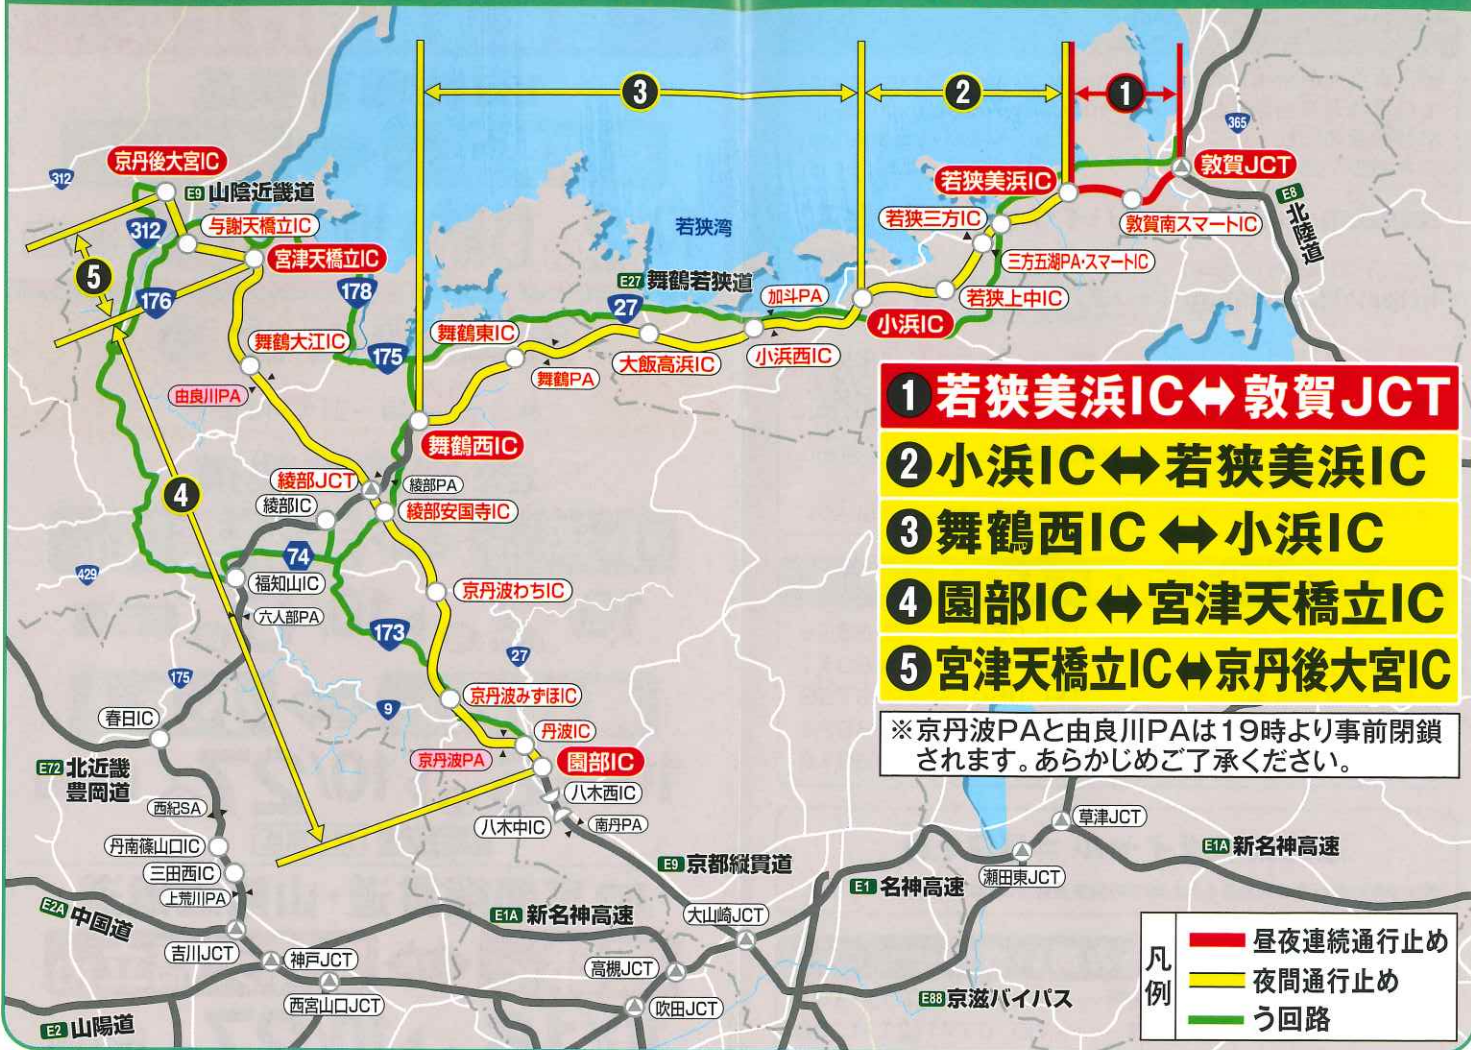 3
2
1
365
敦賀JCT
E8 北陸道
京丹後大宮IC
312
E9 山陰近畿道
与謝天橋立IC
312
宮津天橋立IC
5
176
178
若狭湾
若狭美浜IC
若狭三方IC
敦賀南スマートIC
三方五湖PA・スマートIC
E27 舞鶴若狭道
27
加斗PA
若狭上中IC
小浜IC
舞鶴東IC
大飯高浜IC
小浜西IC
舞鶴PA
175
舞鶴大江IC
由良川PA
舞鶴西IC
綾部JCT
綾部PA
綾部IC
綾部安国寺IC
4
74
429
福知山IC
京丹波わちIC
六人部PA
173
27
175
9
京丹波みずほIC
春日IC
丹波IC
京丹波PA
園部IC
E72 北近畿
豊岡道
八木西IC
西紀SA
八木中IC
南丹PA
丹南篠山口IC
三田西IC
上荒川PA
E9 京都縦貫道
E2A 中国道
E1A 新名神高速
E1 名神高速
瀬田東JCT
草津JCT
E1A 新名神高速
大山崎JCT
吉川JCT
神戸JCT
高槻JCT
西宮山口JCT
吹田JCT
E88 京滋バイパス
E2 山陽道
1 若狭美浜IC⇔敦賀JCT
2 小浜IC⇔若狭美浜IC
3 舞鶴西IC⇔小浜IC
4 園部IC⇔宮津天橋立IC
5 宮津天橋立IC⇔京丹後大宮IC
※京丹波PAと由良川PAは19時より事前閉鎖
されます。あらかじめご了承ください。
凡例
昼夜連続通行止め
夜間通行止め
う回路